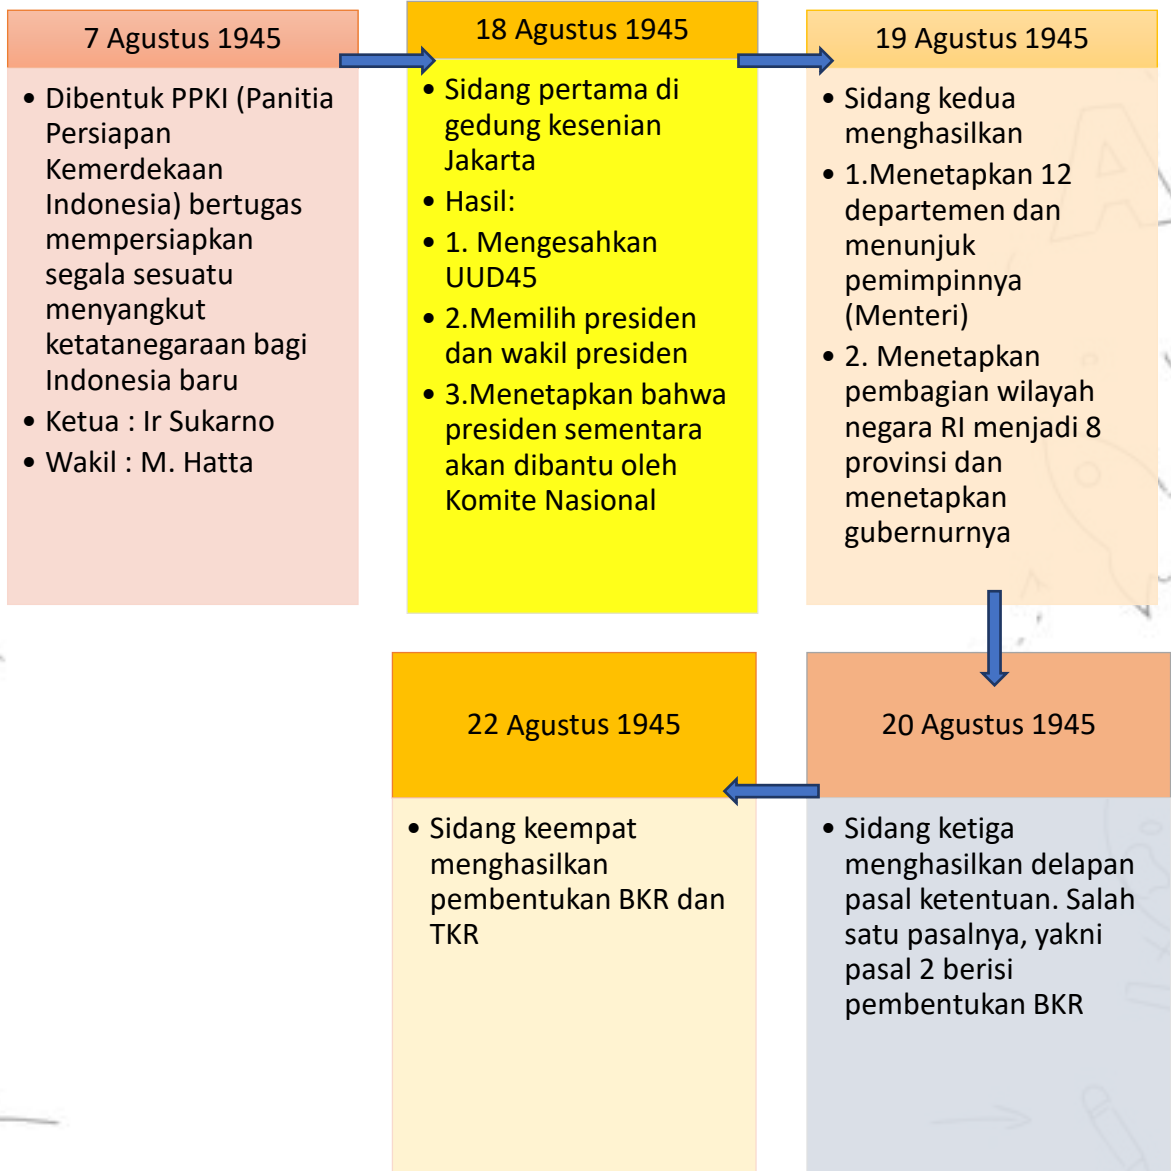 7 Agustus 1945
• Dibentuk PPKI (Panitia
Persiapan
Kemerdekaan
Indonesia) bertugas
mempersiapkan
segala sesuatu
menyangkut
ketatanegaraan bagi
Indonesia baru
• Ketua : Ir Sukarno
• Wakil : M. Hatta
18 Agustus 1945
• Sidang pertama di
gedung kesenian
Jakarta
• Hasil:
• 1. Mengesahkan
UUD45
• 2.Memilih presiden
dan wakil presiden
• 3.Menetapkan bahwa
presiden sementara
akan dibantu oleh
Komite Nasional
19 Agustus 1945
• Sidang kedua
menghasilkan
• 1.Menetapkan 12
departemen dan
menunjuk
pemimpinnya
(Menteri)
• 2. Menetapkan
pembagian wilayah
negara RI menjadi 8
provinsi dan
menetapkan
gubernurnya
20 Agustus 1945
• Sidang ketiga
menghasilkan delapan
pasal ketentuan. Salah
satu pasalnya, yakni
pasal 2 berisi
pembentukan BKR
22 Agustus 1945
• Sidang keempat
menghasilkan
pembentukan BKR dan
TKR